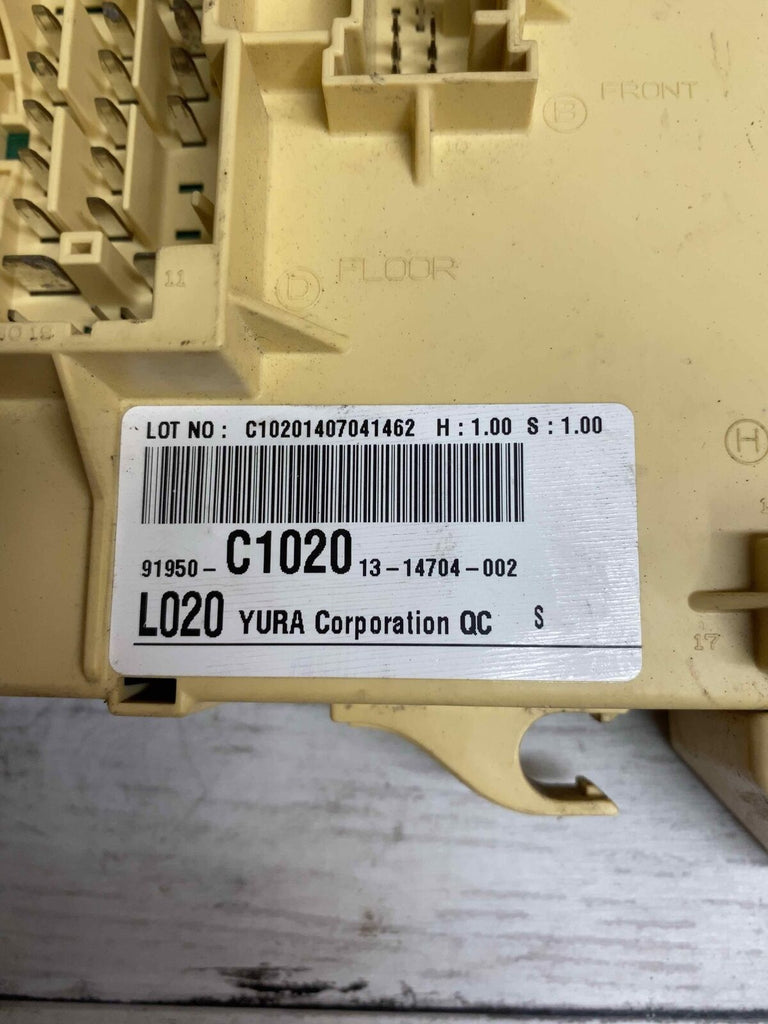 B FRONT
D FLOOR
11
18
LOT NO : C10201407041462 H : 1.00 S : 1.00
H
91950-C1020 13-14704-002
L020 YURA Corporation QC S
17